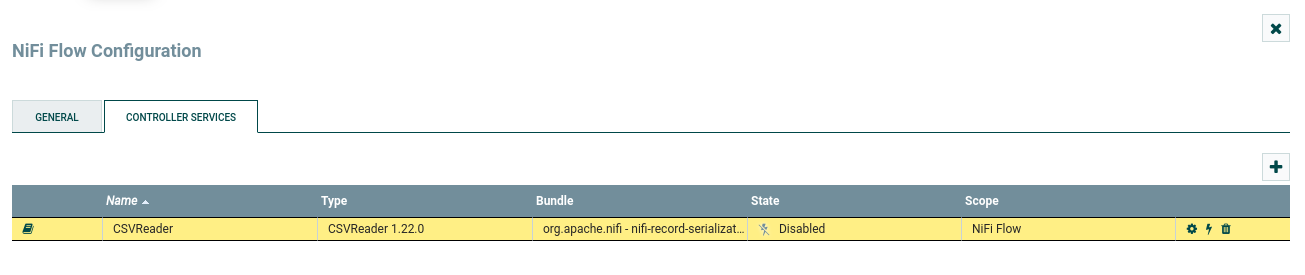 NiFi Flow Configuration
GENERAL CONTROLLER SERVICES
Name Type Bundle State Scope
CSVReader CSVReader 1.22.0 org.apache.nifi - nifi-record-serializat... Disabled NiFi Flow